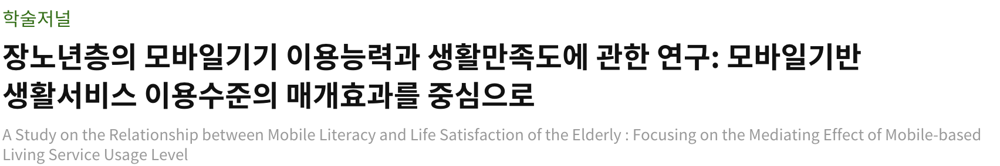 학술저널
장노년층의 모바일기기 이용능력과 생활만족도에 관한 연구: 모바일기반
생활서비스 이용수준의 매개효과를 중심으로
A Study on the Relationship between Mobile Literacy and Life Satisfaction of the Elderly : Focusing on the Mediating Effect of Mobile-based
Living Service Usage Level